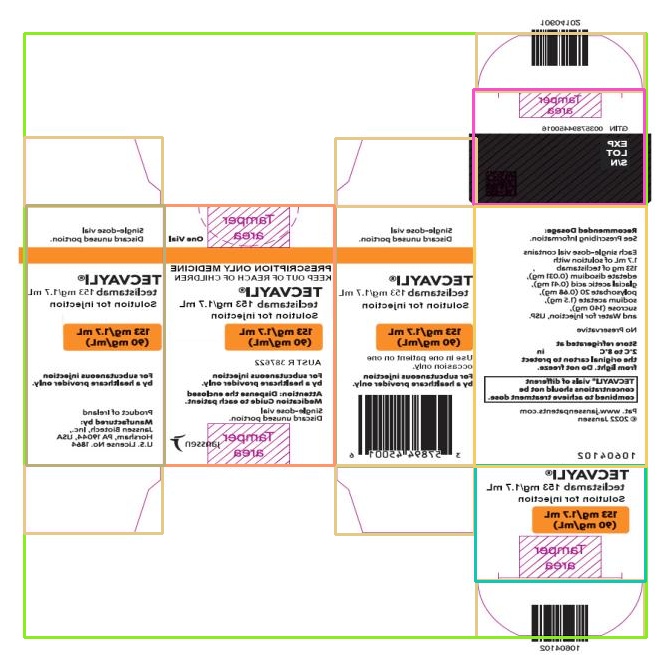 10604102
Tamper
area
GTIN 00357894450016
EXP
LOT
S/N
Single-dose vial
Discard unused portion.
TECVAYLI®
teclistamab 153 mg/1.7 mL
Solution for injection
153 mg/1.7 mL
(90 mg/mL)
For subcutaneous injection
by a healthcare provider only.
Product of Ireland
Manufactured by:
Janssen Biotech, Inc.,
Horsham, PA 19044, USA
U.S. License No. 1864
One Vial
Tamper
area
PRESCRIPTION ONLY MEDICINE
KEEP OUT OF REACH OF CHILDREN
TECVAYLI®
teclistamab 153 mg/1.7 mL
Solution for injection
153 mg/1.7 mL
(90 mg/mL)
AUST R 387622
For subcutaneous injection
by a healthcare provider only.
Attention: Dispense the enclosed
Medication Guide to each patient.
Single-dose vial
Discard unused portion.
janssen
Tamper
area
Single-dose vial
Discard unused portion.
TECVAYLI®
teclistamab 153 mg/1.7 mL
Solution for injection
153 mg/1.7 mL
(90 mg/mL)
Use in one patient on one
occasion only.
For subcutaneous injection
by a healthcare provider only.
3 57894 45001 6
Recommended Dosage:
See Prescribing Information.
Each single-dose vial contains
1.7 mL of solution with
153 mg of teclistamab,
edetate disodium (0.031 mg),
glacial acetic acid (0.41 mg),
polysorbate 20 (0.68 mg),
sodium acetate (1.5 mg),
sucrose (140 mg),
and Water for Injection, USP.
No Preservative
Store refrigerated at
2°C to 8°C in
the original carton to protect
from light. Do not freeze.
TECVAYLI® vials of different
concentrations should not be
combined to achieve treatment dose.
Pat. www.janssenpatents.com
© 2022 Janssen
10604102
TECVAYLI®
teclistamab 153 mg/1.7 mL
Solution for injection
153 mg/1.7 mL
(90 mg/mL)
Tamper
area
10604102